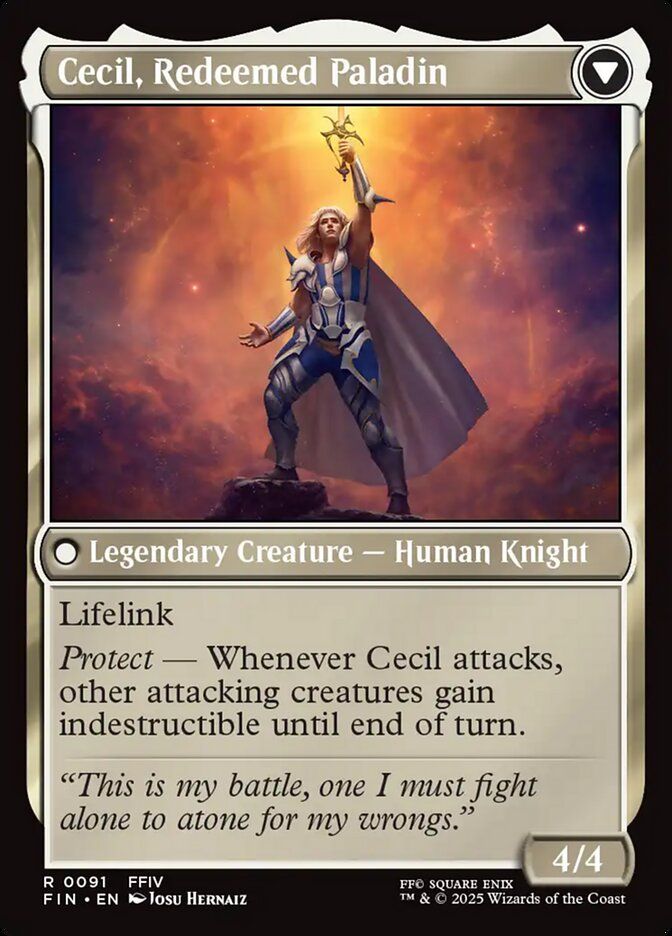 Cecil, Redeemed Paladin
Legendary Creature — Human Knight
Lifelink
Protect — Whenever Cecil attacks,
other attacking creatures gain
indestructible until end of turn.
“This is my battle, one I must fight
alone to atone for my wrongs.”
4/4
R 0091 FFIV
FIN • EN Josu Hernaiz
FF© SQUARE ENIX
™ & © 2025 Wizards of the Coast